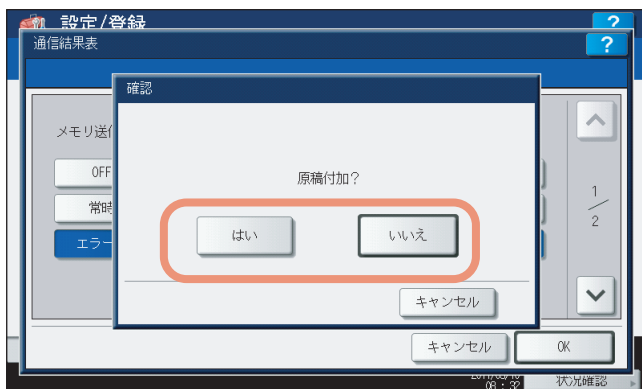 設定/登録
?
通信結果表
?
確認
メモリ送
OFF
常時
エラー
原稿付加?
はい
いいえ
キャンセル
1
2
キャンセル
OK
08:32
状況確認